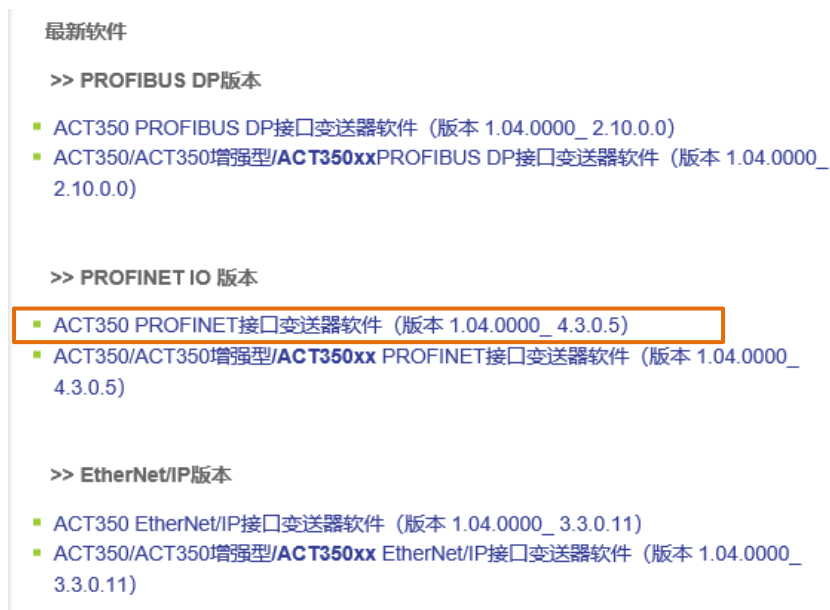 最新软件
>> PROFIBUS DP版本
ACT350 PROFIBUS DP接口变送器软件（版本 1.04.0000_ 2.10.0.0）
ACT350/ACT350增强型/ACT350xxPROFIBUS DP接口变送器软件（版本 1.04.0000_
2.10.0.0）
>> PROFINET IO 版本
ACT350 PROFINET接口变送器软件（版本 1.04.0000_ 4.3.0.5）
ACT350/ACT350增强型/ACT350xx PROFINET接口变送器软件（版本 1.04.0000_
4.3.0.5）
>> EtherNet/IP版本
ACT350 EtherNet/IP接口变送器软件（版本 1.04.0000_ 3.3.0.11）
ACT350/ACT350增强型/ACT350xx EtherNet/IP接口变送器软件（版本 1.04.0000_
3.3.0.11）